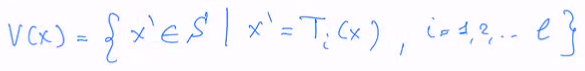 V(x) = { x' ∈ S | x' = T_i(x) , i = 1,2,... l }